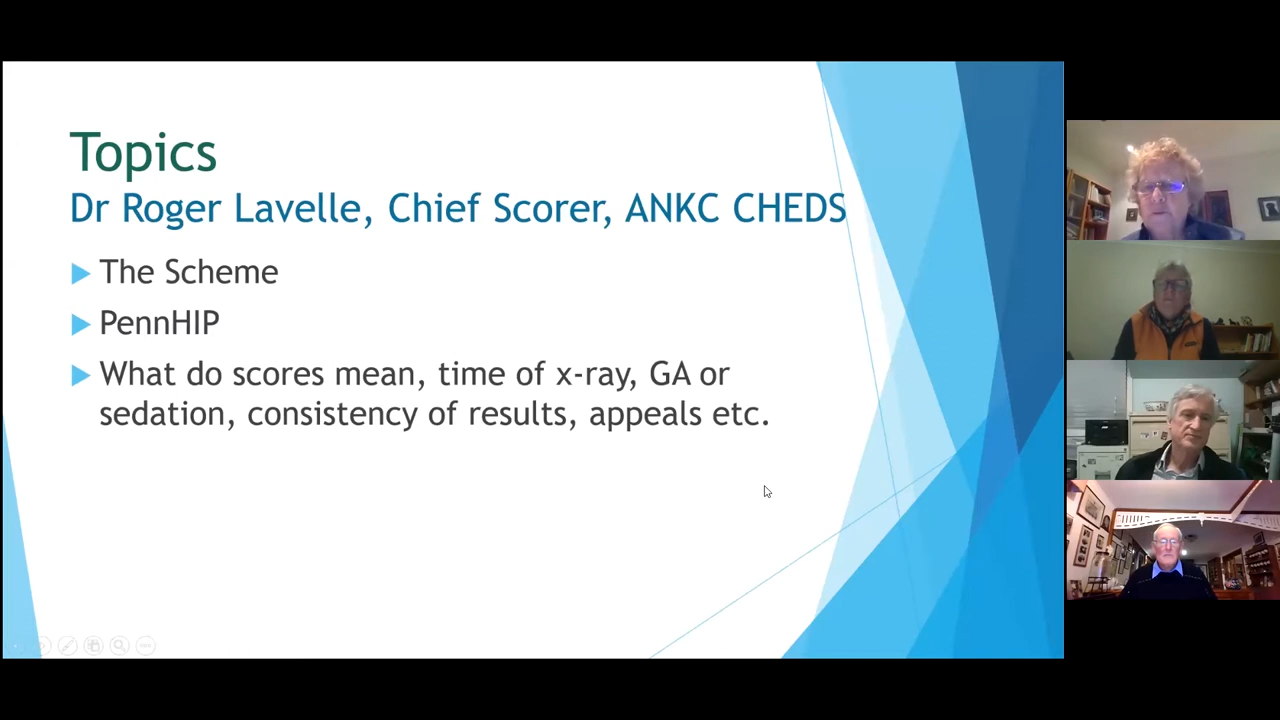 Topics
Dr Roger Lavelle, Chief Scorer, ANKC CHEDS
The Scheme
PennHIP
What do scores mean, time of x-ray, GA or
sedation, consistency of results, appeals etc.